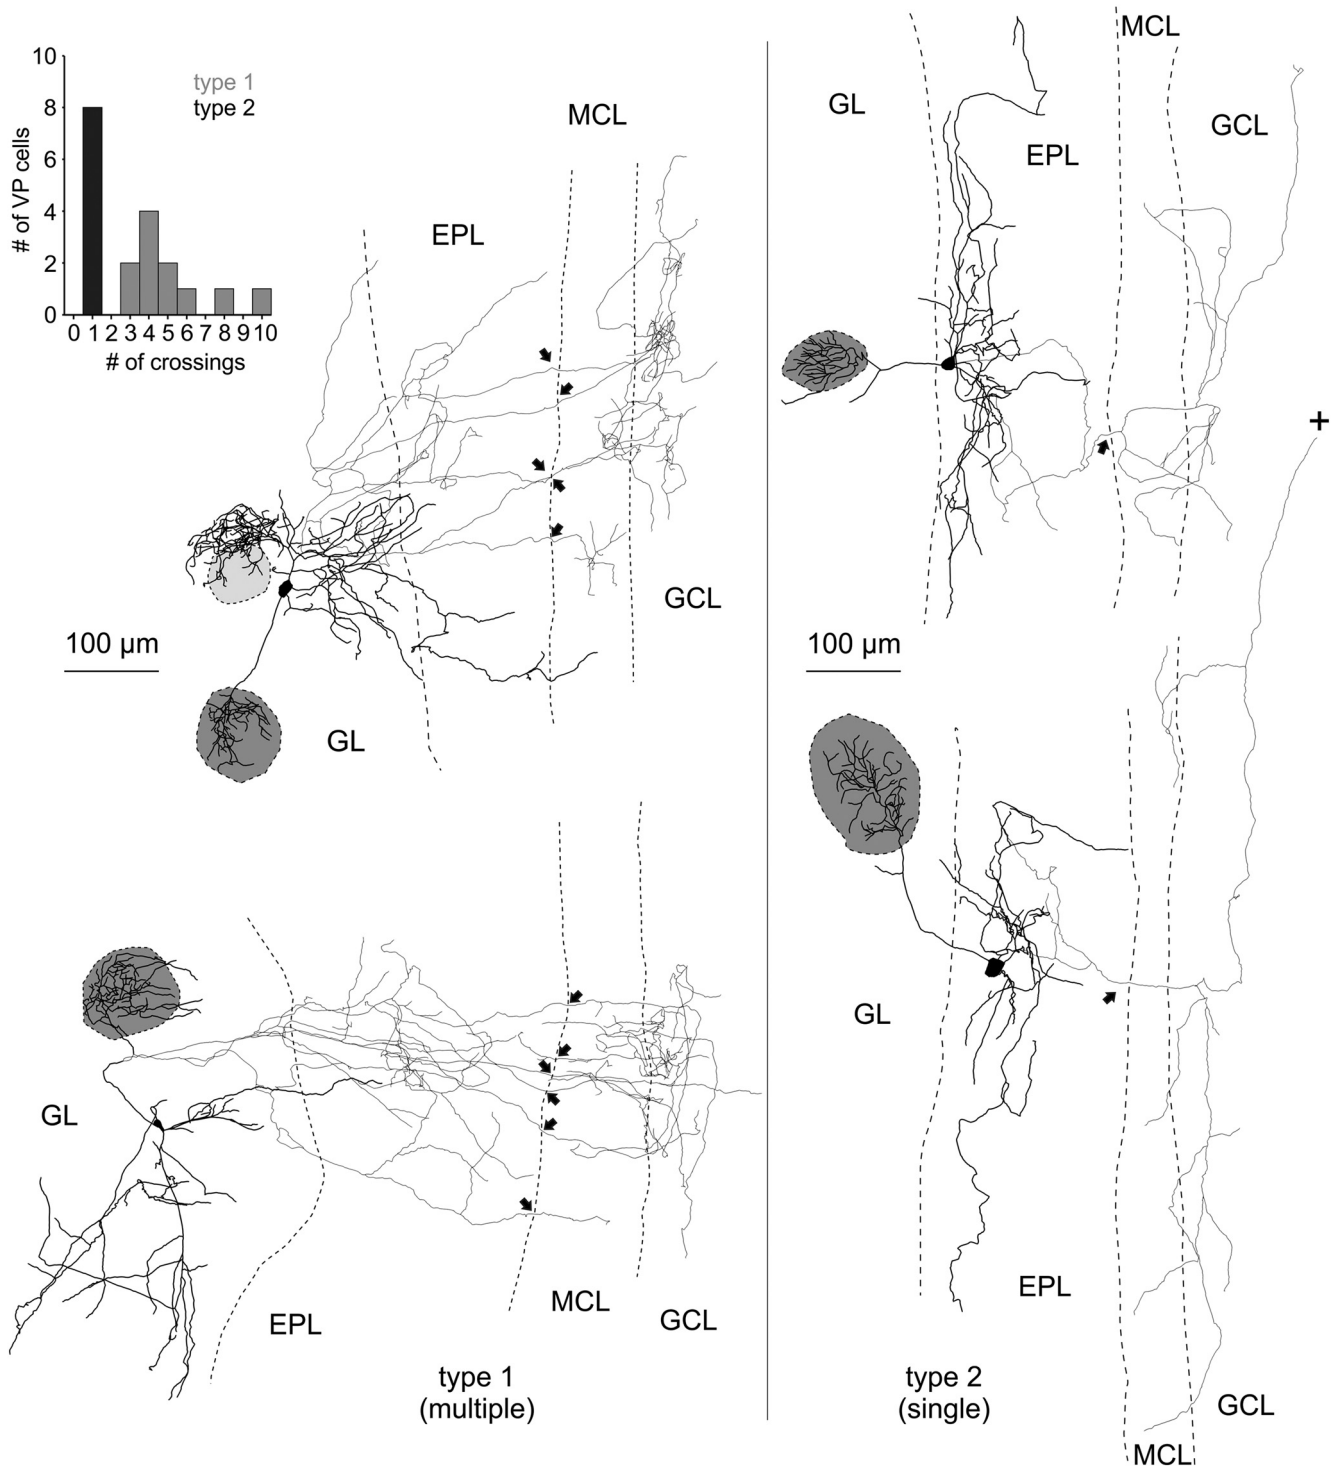 10
8
6
4
2
0
# of VP cells
type 1
type 2
0 1 2 3 4 5 6 7 8 9 10
# of crossings
MCL
EPL
GCL
100 µm
GL
GL
EPL
MCL
GCL
type 1
(multiple)
MCL
GL
EPL
GCL
+
100 µm
GL
EPL
type 2
(single)
GCL
MCL